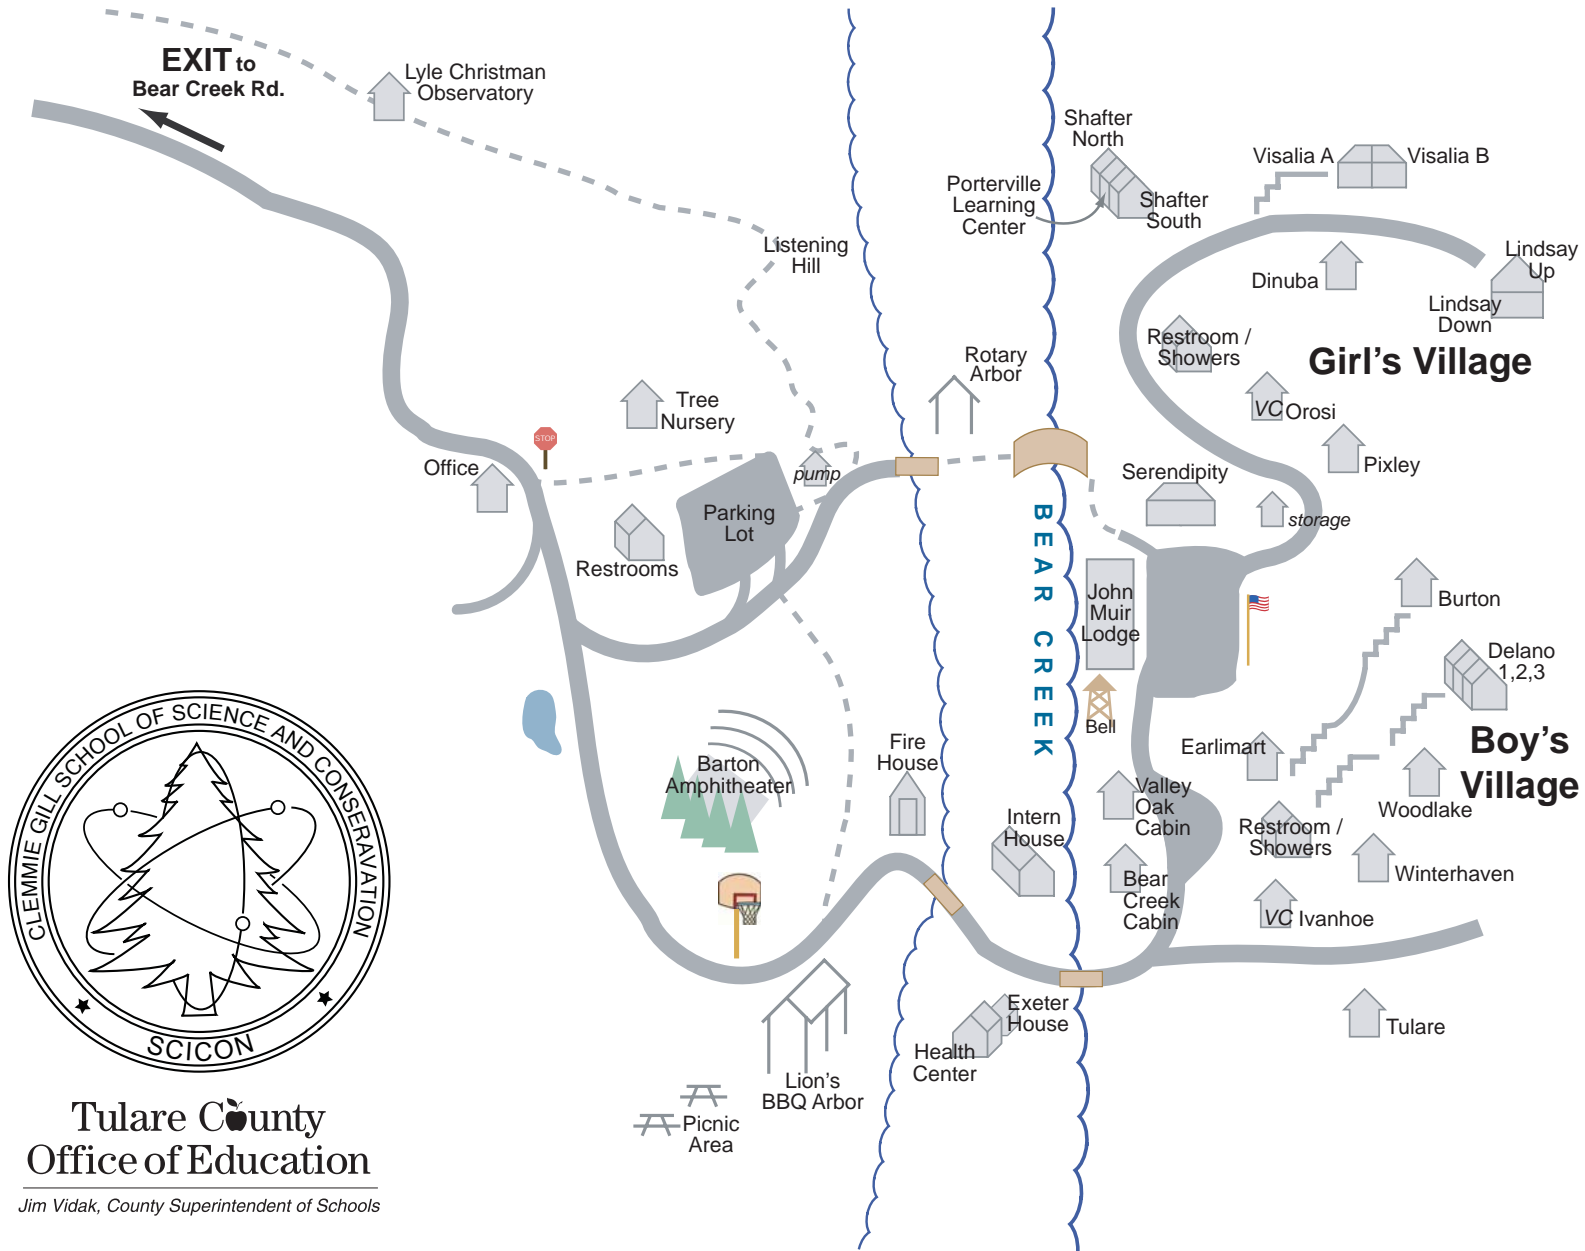 EXIT to
Bear Creek Rd.
Lyle Christman
Observatory
Shafter
North
Porterville
Learning
Center
Shafter
South
Visalia A
Visalia B
Listening
Hill
Dinuba
Lindsay
Up
Lindsay
Down
Restroom /
Showers
Girl's Village
Rotary
Arbor
Tree
Nursery
VC Orosi
Pixley
STOP
Office
pump
Serendipity
storage
Parking
Lot
Restrooms
BEAR CREEK
John
Muir
Lodge
Burton
Delano
1,2,3
Bell
Earlimart
Boy's
Village
Fire
House
Barton
Amphitheater
Valley
Oak
Cabin
Woodlake
Intern
House
Restroom /
Showers
Winterhaven
Bear
Creek
Cabin
VC Ivanhoe
Exeter
House
Health
Center
Tulare
Lion's
BBQ Arbor
Picnic
Area
CLEMMIE GILL SCHOOL OF SCIENCE AND CONSERAVATION
SCICON
Tulare County
Office of Education
Jim Vidak, County Superintendent of Schools